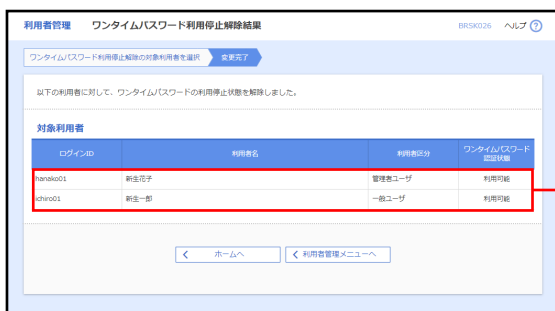 利用者管理 ワンタイムパスワード利用停止解除結果 BRSK026 ヘルプ ?
ワンタイムパスワード利用停止解除の対象利用者を選択 変更完了
以下の利用者に対して、ワンタイムパスワードの利用停止状態を解除しました。
対象利用者
ログインID 利用者名 利用者区分 ワンタイムパスワード
認証状態
hanako01 新生花子 管理者ユーザ 利用可能
ichiro01 新生一郎 一般ユーザ 利用可能
ホームへ 利用者管理メニューへ